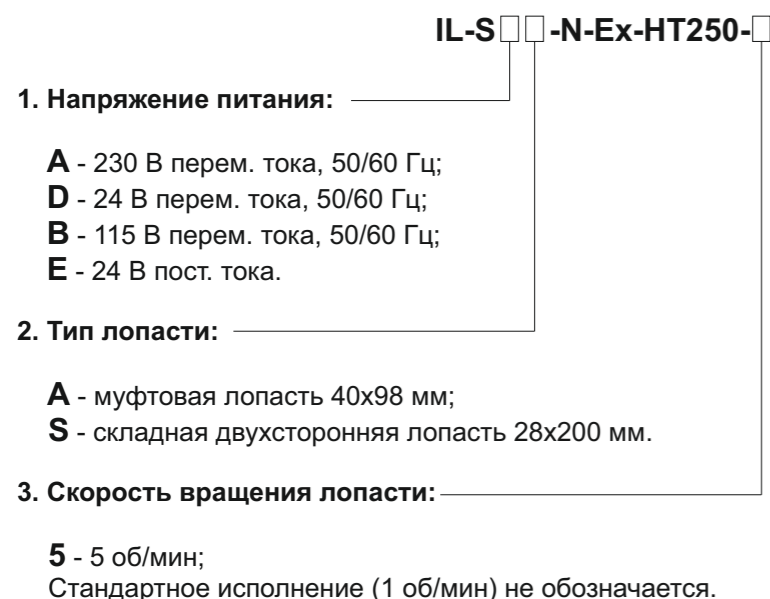 IL-S□□-N-Ex-HT250-□
1. Напряжение питания:
A - 230 В перем. тока, 50/60 Гц;
D - 24 В перем. тока, 50/60 Гц;
B - 115 В перем. тока, 50/60 Гц;
E - 24 В пост. тока.
2. Тип лопасти:
A - муфтовая лопасть 40x98 мм;
S - складная двухсторонняя лопасть 28x200 мм.
3. Скорость вращения лопасти:
5 - 5 об/мин;
Стандартное исполнение (1 об/мин) не обозначается.